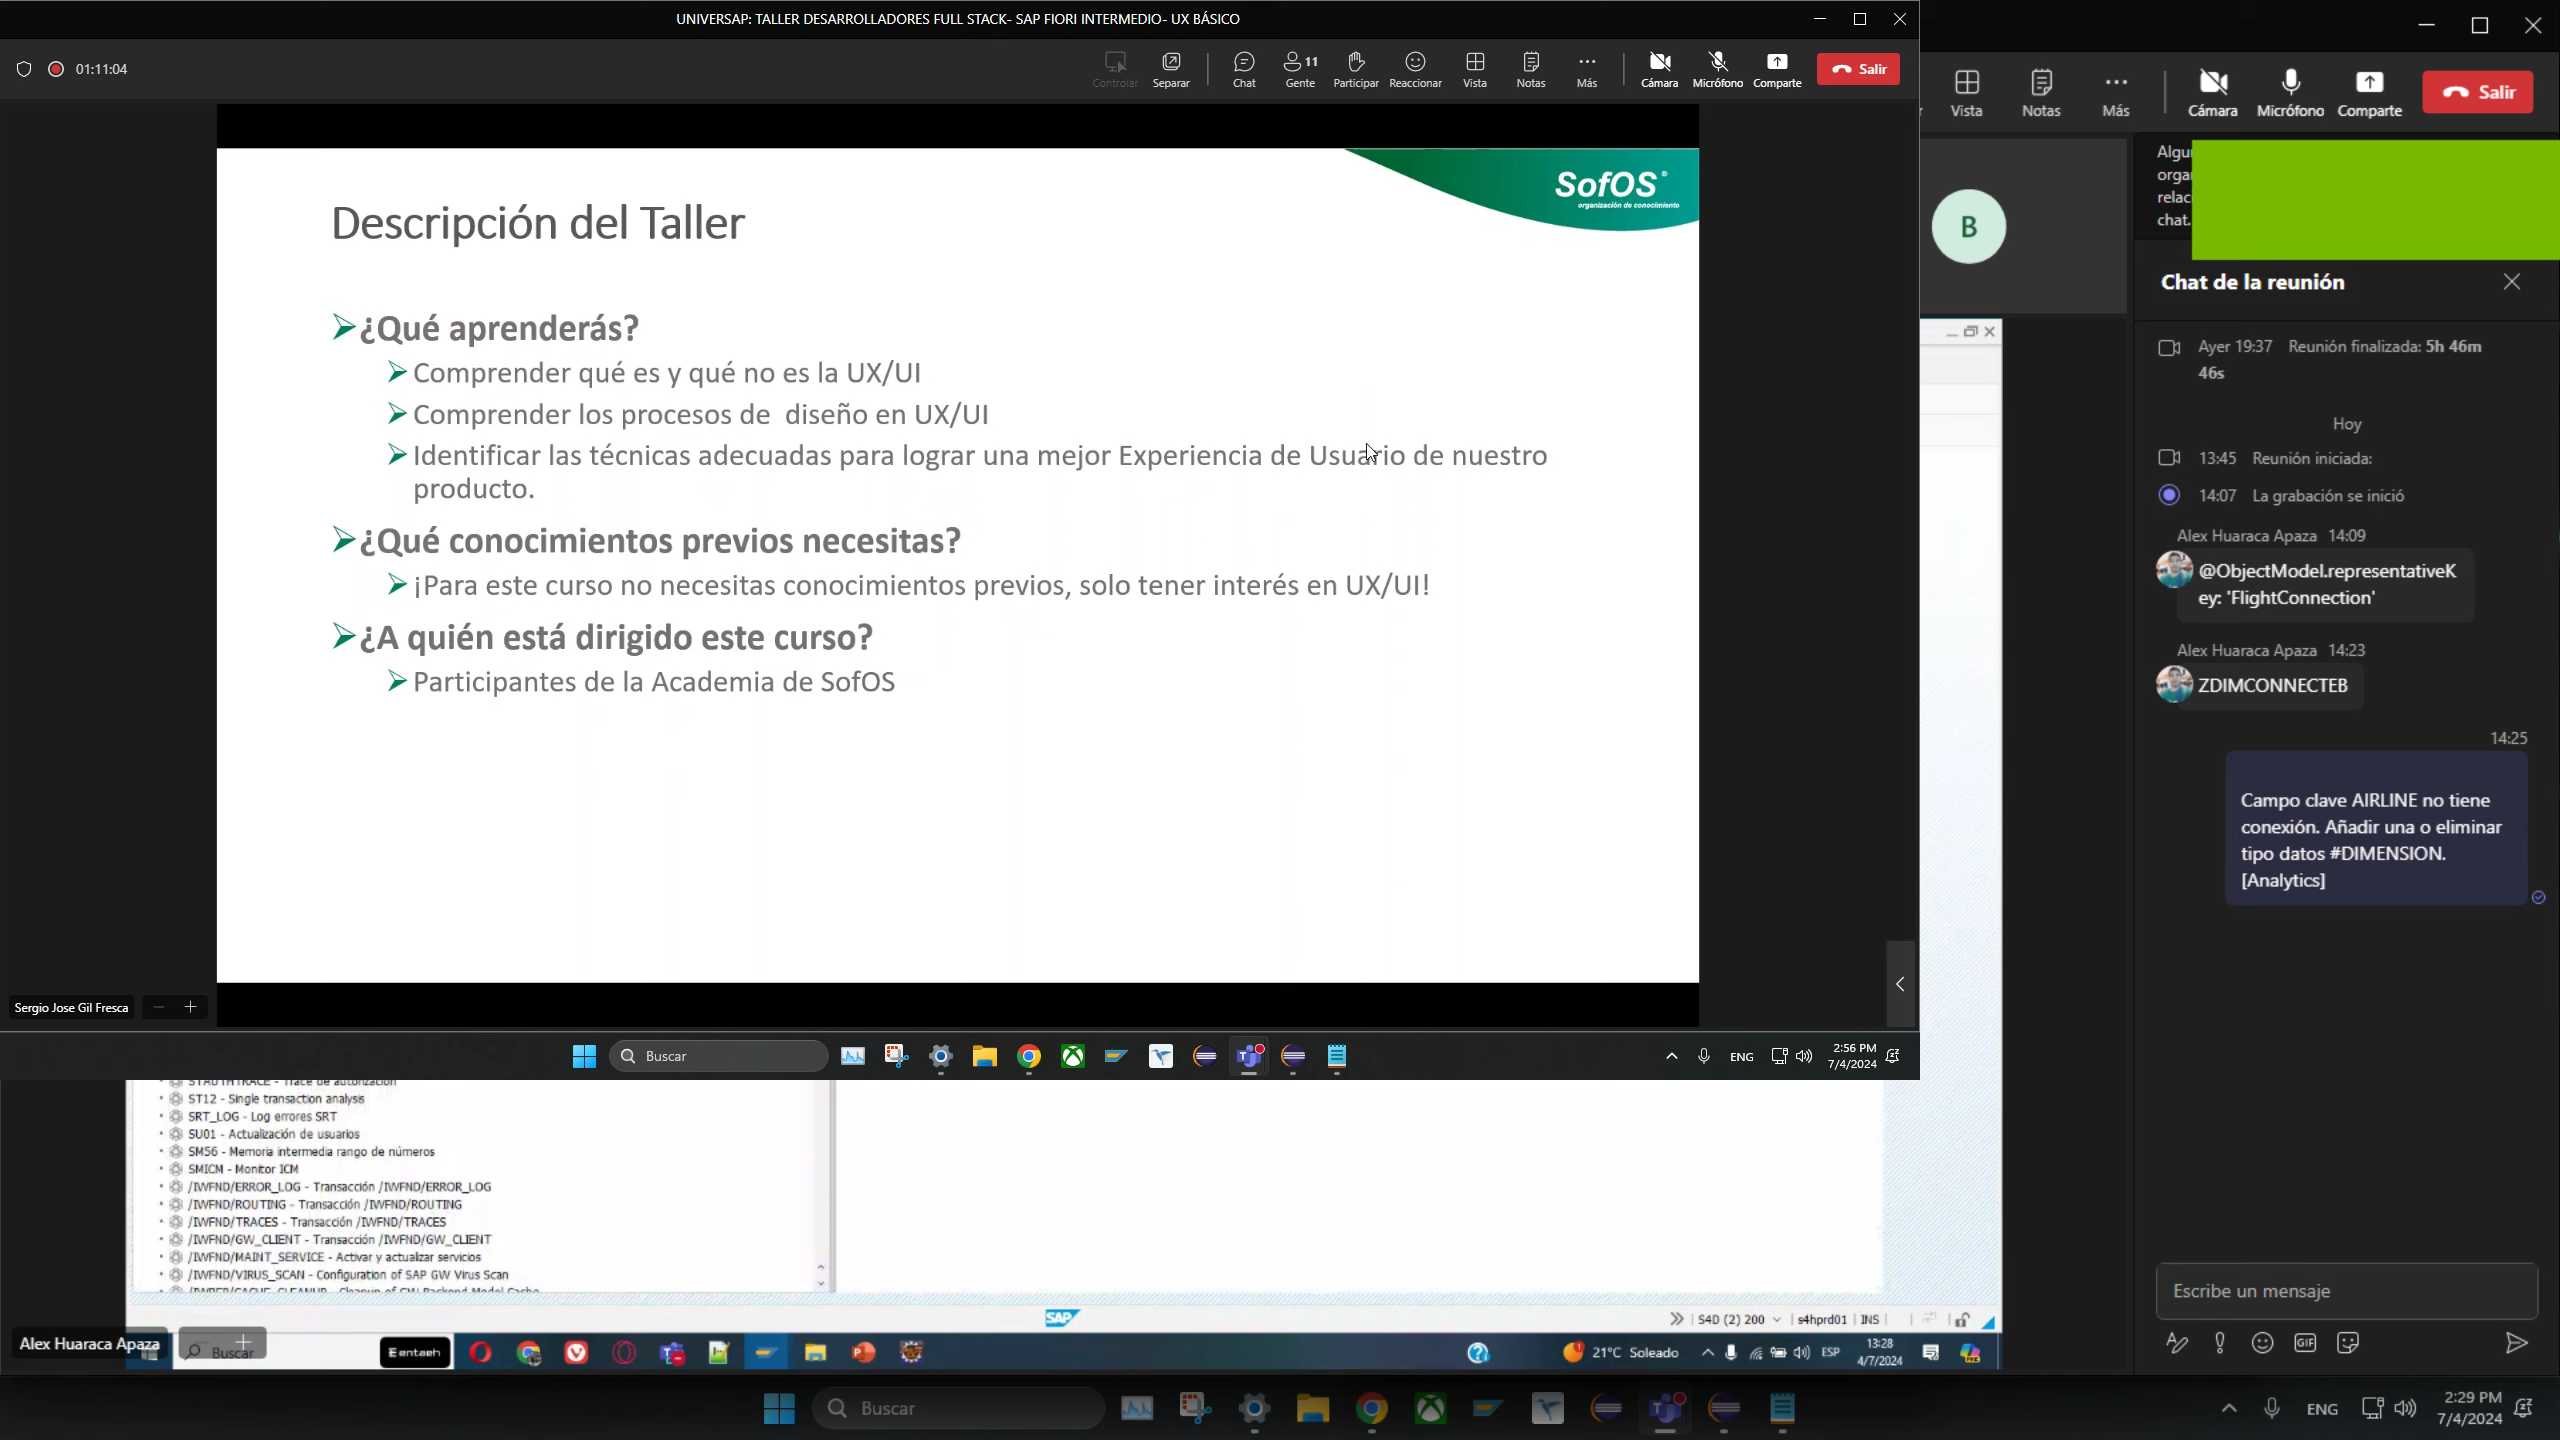 UNIVERSAP: TALLER DESARROLLADORES FULL STACK- SAP FIORI INTERMEDIO- UX BÁSICO
01:11:04
Controlar
Separar
Chat
11
Gente
Participar
Reaccionar
Vista
Notas
Más
Cámara
Micrófono
Comparte
Salir
SofOS®
organización de conocimiento
Descripción del Taller
¿Qué aprenderás?
Comprender qué es y qué no es la UX/UI
Comprender los procesos de diseño en UX/UI
Identificar las técnicas adecuadas para lograr una mejor Experiencia de Usuario de nuestro
producto.
¿Qué conocimientos previos necesitas?
¡Para este curso no necesitas conocimientos previos, solo tener interés en UX/UI!
¿A quién está dirigido este curso?
Participantes de la Academia de SofOS
Sergio Jose Gil Fresca
Buscar
ENG
2:56 PM
7/4/2024
Vista
Notas
Más
Cámara
Micrófono
Comparte
Salir
B
chat.
Chat de la reunión
Ayer 19:37 Reunión finalizada: 5h 46m
46s
Hoy
13:45 Reunión iniciada:
14:07 La grabación se inició
Alex Huaraca Apaza 14:09
@ObjectModel.representativeK
ey: 'FlightConnection'
Alex Huaraca Apaza 14:23
ZDIMCONNECTEB
14:25
Campo clave AIRLINE no tiene
conexión. Añadir una o eliminar
tipo datos #DIMENSION.
[Analytics]
Escribe un mensaje
GIF
STAUTHTRACE - Trace de autorización
ST12 - Single transaction analysis
SRT_LOG - Log errores SRT
SU01 - Actualización de usuarios
SM56 - Memoria intermedia rango de números
SMICM - Monitor ICM
/IWFND/ERROR_LOG - Transacción /IWFND/ERROR_LOG
/IWFND/ROUTING - Transacción /IWFND/ROUTING
/IWFND/TRACES - Transacción /IWFND/TRACES
/IWFND/GW_CLIENT - Transacción /IWFND/GW_CLIENT
/IWFND/MAINT_SERVICE - Activar y actualizar servicios
/IWFND/VIRUS_SCAN - Configuration of SAP GW Virus Scan
SAP
S4D (2) 200
s4hprd01
INS
Alex Huaraca Apaza
Buscar
21°C Soleado
ESP
13:28
4/7/2024
Buscar
ENG
2:29 PM
7/4/2024